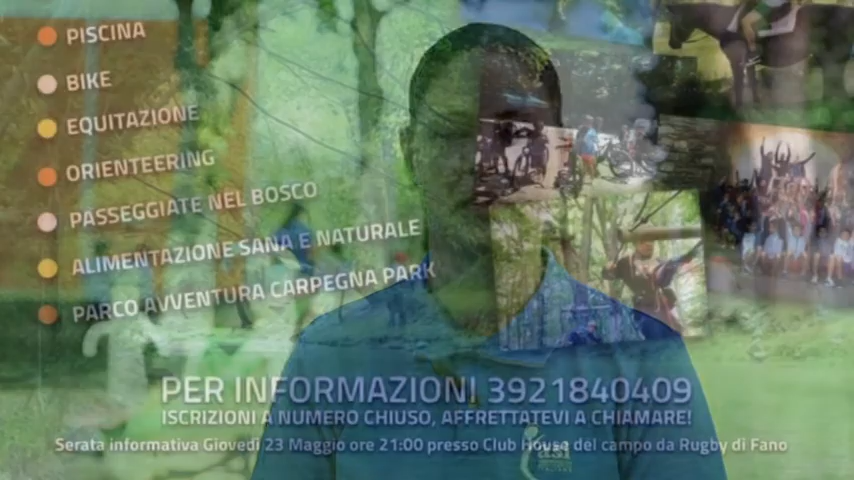 PISCINA
BIKE
EQUITAZIONE
ORIENTEERING
PASSEGGIATE NEL BOSCO
ALIMENTAZIONE SANA E NATURALE
PARCO AVVENTURA CARPEGNA PARK
PER INFORMAZIONI 3921840409
ISCRIZIONI A NUMERO CHIUSO, AFFRETTATEVI A CHIAMARE!
Serata informativa Giovedì 23 Maggio ore 21:00 presso Club House del campo da Rugby di Fano
asi